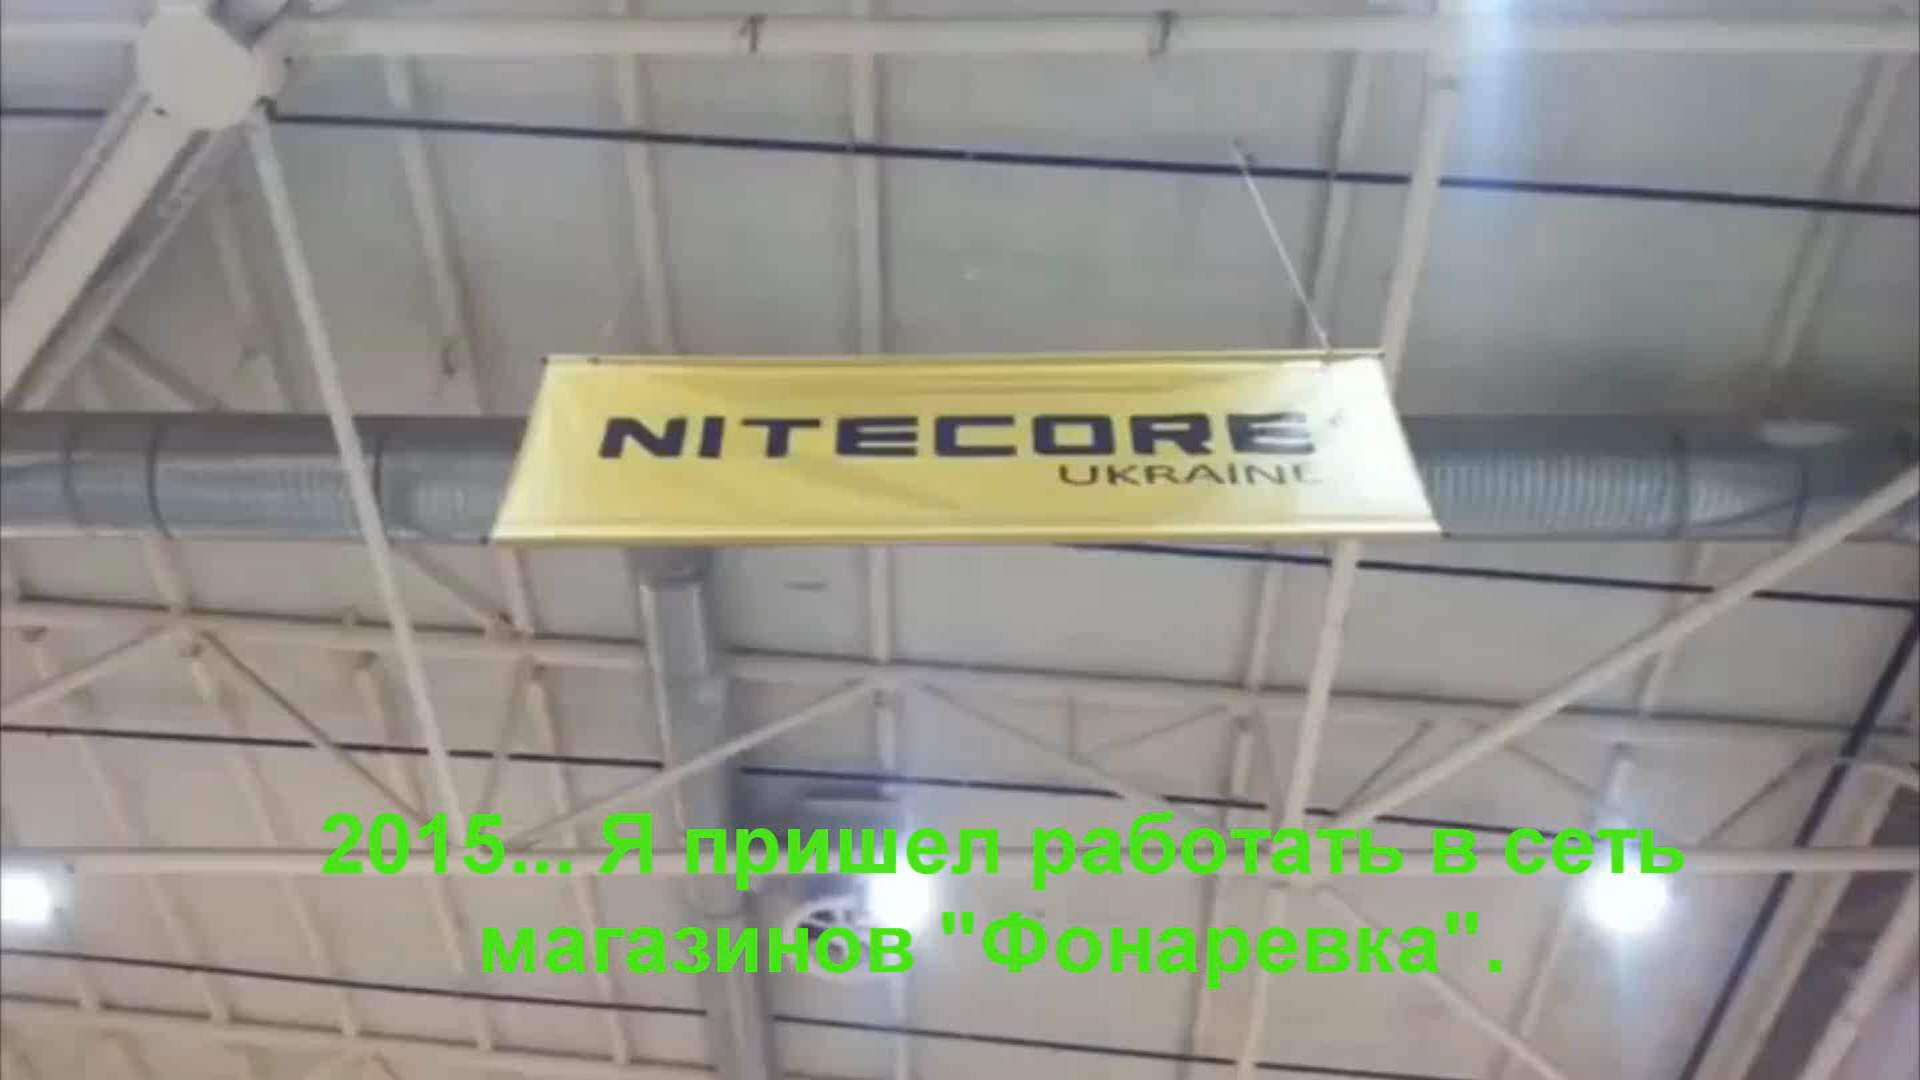 NITECORE
UKRAINE
2015... Я пришел работать в сеть
магазинов "Фонаревка".